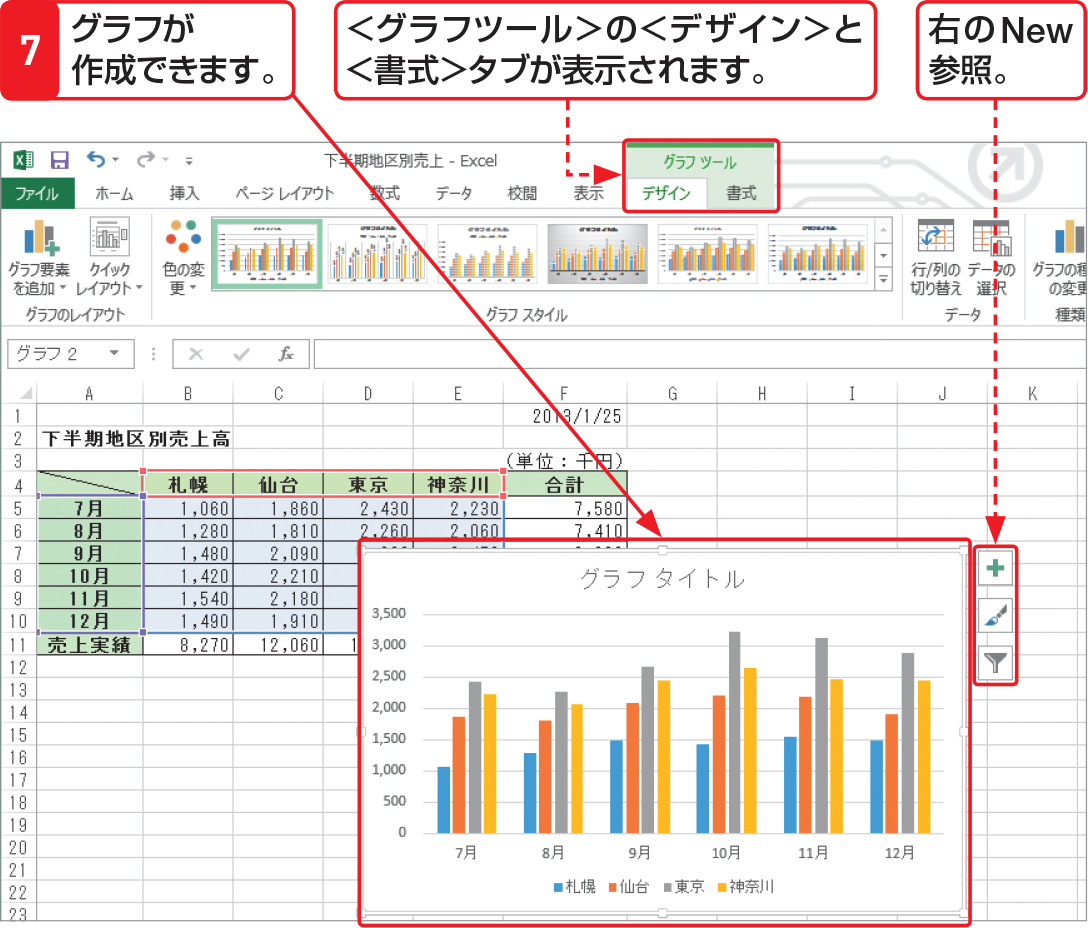 7
グラフが
作成できます。
＜グラフツール＞の＜デザイン＞と
＜書式＞タブが表示されます。
右のNew
参照。
下半期地区別売上 - Excel
グラフ ツール
ファイル ホーム 挿入 ページ レイアウト 数式 データ 校閲 表示 デザイン 書式
グラフ要素
を追加
クイック
レイアウト
色の変
更
行/列の
切り替え
データの
選択
グラフの種
の変更
グラフのレイアウト グラフ スタイル データ 種類
グラフ 2 fx
A B C D E F G H I J K
1 2013/1/25
2 下半期地区別売上高
3 (単位：千円)
4 札幌 仙台 東京 神奈川 合計
5 7月 1,060 1,860 2,430 2,230 7,580
6 8月 1,280 1,810 2,260 2,060 7,410
7 9月 1,480 2,090
8 10月 1,420 2,210
9 11月 1,540 2,180
10 12月 1,490 1,910
11 売上実績 8,270 12,060 1
12
13
14
15
16
17
18
19
20
21
22
23
グラフ タイトル
3,500
3,000
2,500
2,000
1,500
1,000
500
0
7月 8月 9月 10月 11月 12月
札幌 仙台 東京 神奈川